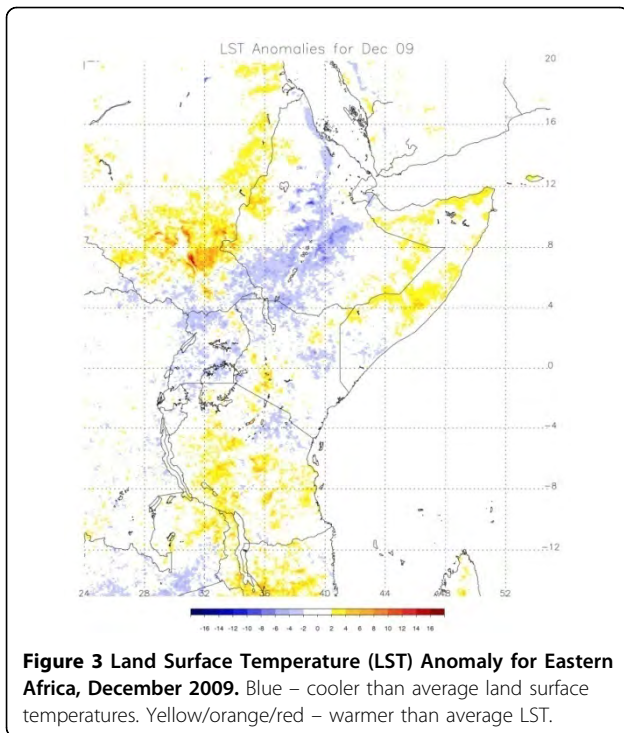 LST Anomalies for Dec 09
20
16
12
.8
.4
.0
-4
-8
-12
24 28 32 36 40 44 48 52
-16 -14 -12 -10 -8 -6 -4 -2 0 2 4 6 8 10 12 14 16
Figure 3 Land Surface Temperature (LST) Anomaly for Eastern
Africa, December 2009. Blue – cooler than average land surface
temperatures. Yellow/orange/red – warmer than average LST.